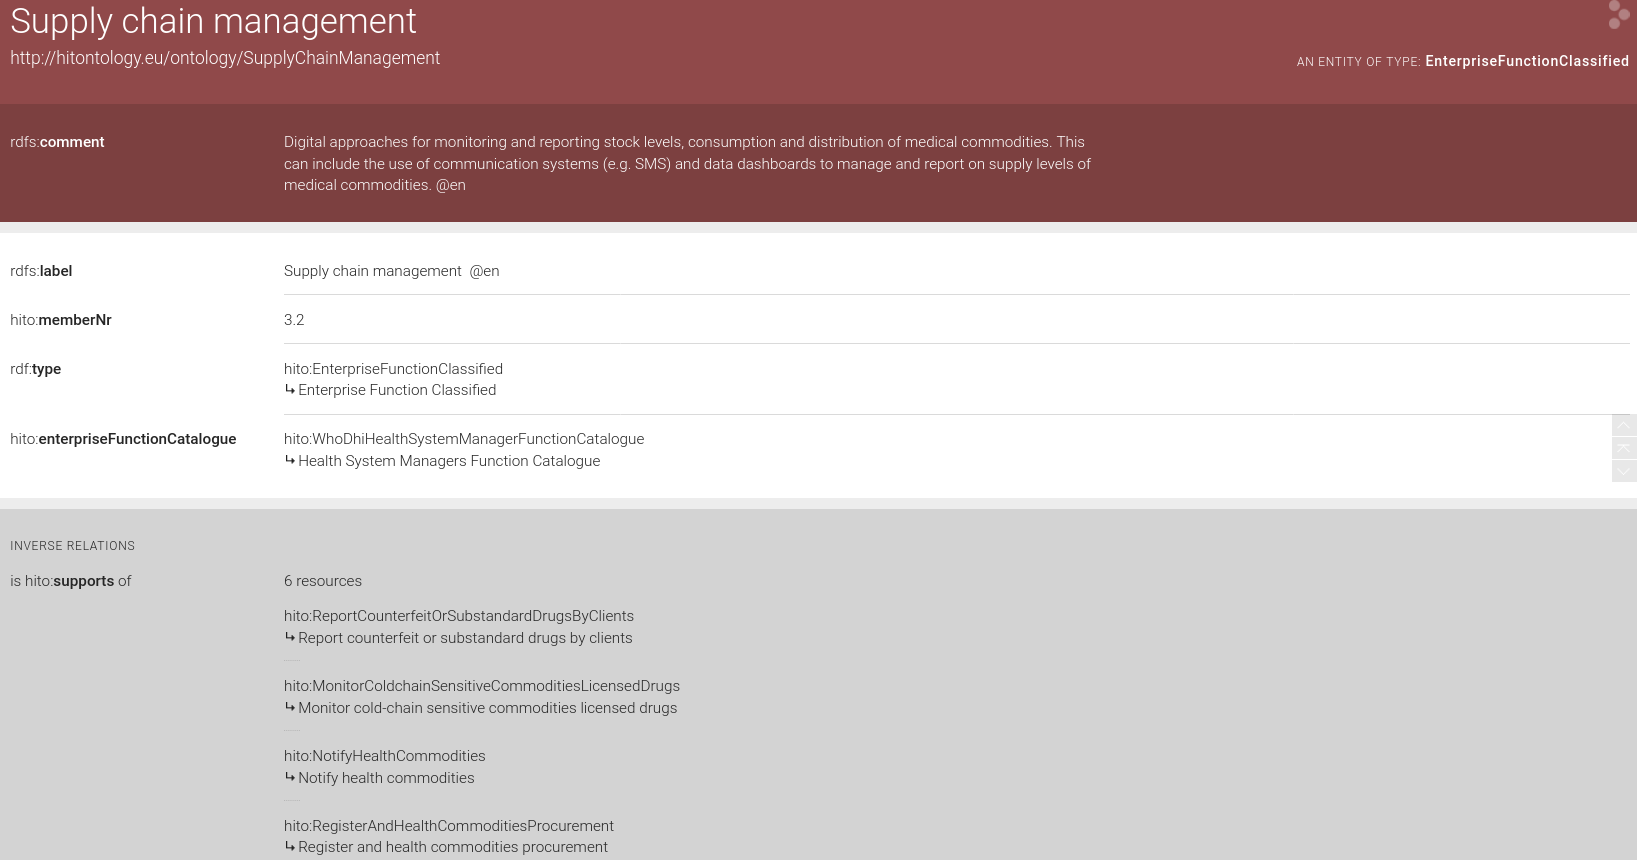 Supply chain management
http://hitontology.eu/ontology/SupplyChainManagement
AN ENTITY OF TYPE: EnterpriseFunctionClassified
rdfs:comment
Digital approaches for monitoring and reporting stock levels, consumption and distribution of medical commodities. This
can include the use of communication systems (e.g. SMS) and data dashboards to manage and report on supply levels of
medical commodities. @en
rdfs:label
Supply chain management @en
hito:memberNr
3.2
rdf:type
hito:EnterpriseFunctionClassified
↳ Enterprise Function Classified
hito:enterpriseFunctionCatalogue
hito:WhoDhiHealthSystemManagerFunctionCatalogue
↳ Health System Managers Function Catalogue
INVERSE RELATIONS
is hito:supports of
6 resources
hito:ReportCounterfeitOrSubstandardDrugsByClients
↳ Report counterfeit or substandard drugs by clients
hito:MonitorColdchainSensitiveCommoditiesLicensedDrugs
↳ Monitor cold-chain sensitive commodities licensed drugs
hito:NotifyHealthCommodities
↳ Notify health commodities
hito:RegisterAndHealthCommoditiesProcurement
↳ Register and health commodities procurement